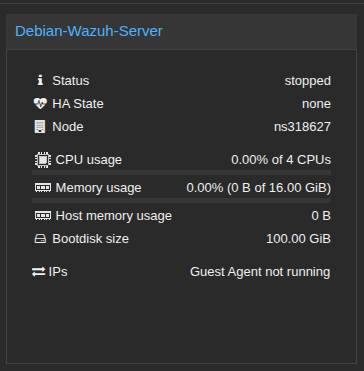 Debian-Wazuh-Server
Status stopped
HA State none
Node ns318627
CPU usage 0.00% of 4 CPUs
Memory usage 0.00% (0 B of 16.00 GiB)
Host memory usage 0 B
Bootdisk size 100.00 GiB
IPs Guest Agent not running